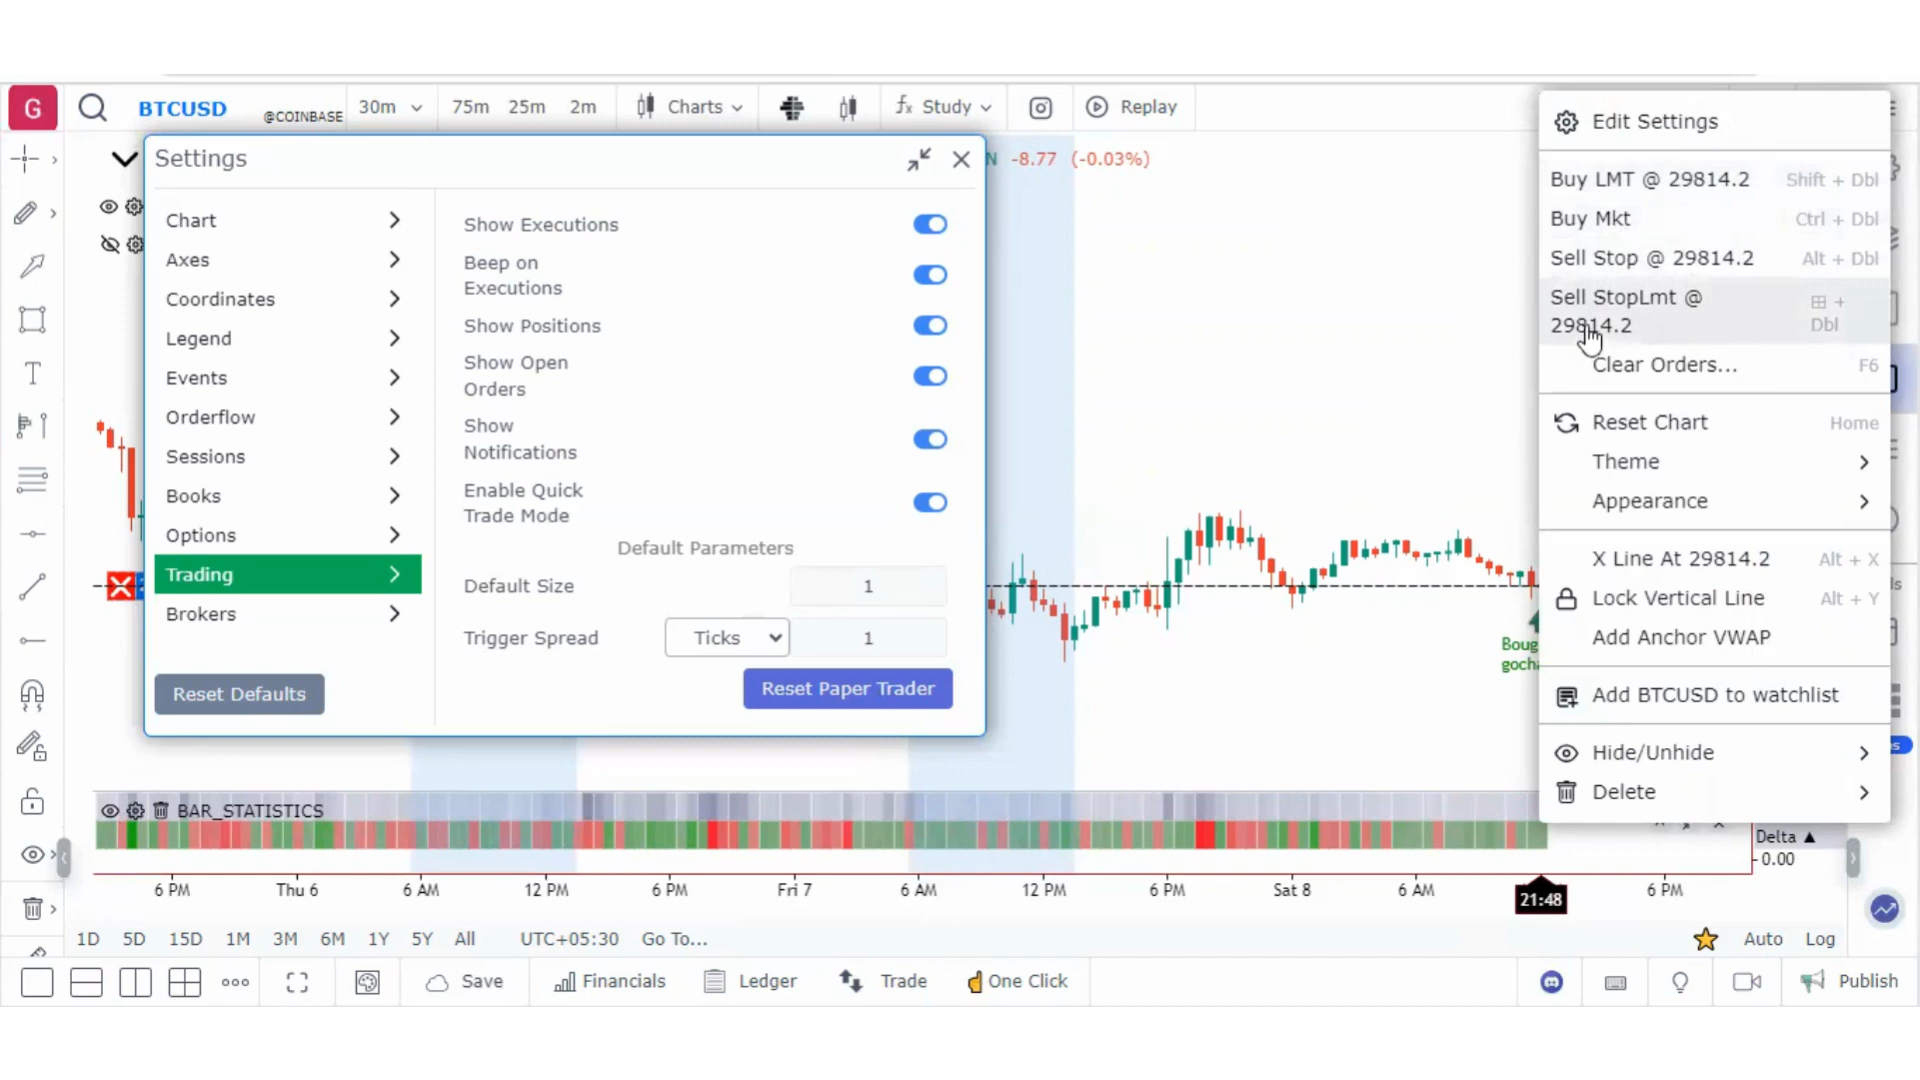 G
BTCUSD @COINBASE 30m 75m 25m 2m Charts fx Study Replay
N -8.77 (-0.03%)
Settings
Chart
Axes
Coordinates
Legend
Events
Orderflow
Sessions
Books
Options
Trading
Brokers
Reset Defaults
Show Executions
Beep on
Executions
Show Positions
Show Open
Orders
Show
Notifications
Enable Quick
Trade Mode
Default Parameters
Default Size 1
Trigger Spread Ticks 1
Reset Paper Trader
Edit Settings
Buy LMT @ 29814.2 Shift + Dbl
Buy Mkt Ctrl + Dbl
Sell Stop @ 29814.2 Alt + Dbl
Sell StopLmt @
29814.2
+
Dbl
Clear Orders... F6
Reset Chart Home
Theme
Appearance
X Line At 29814.2 Alt + X
Lock Vertical Line Alt + Y
Add Anchor VWAP
Add BTCUSD to watchlist
Hide/Unhide
Delete
T
Boug
gocha
BAR_STATISTICS
Delta ▲
0.00
6 PM Thu 6 6 AM 12 PM 6 PM Fri 7 6 AM 12 PM 6 PM Sat 8 6 AM 21:48 6 PM
1D 5D 15D 1M 3M 6M 1Y 5Y All UTC+05:30 Go To... Auto Log
Save Financials Ledger Trade One Click Publish